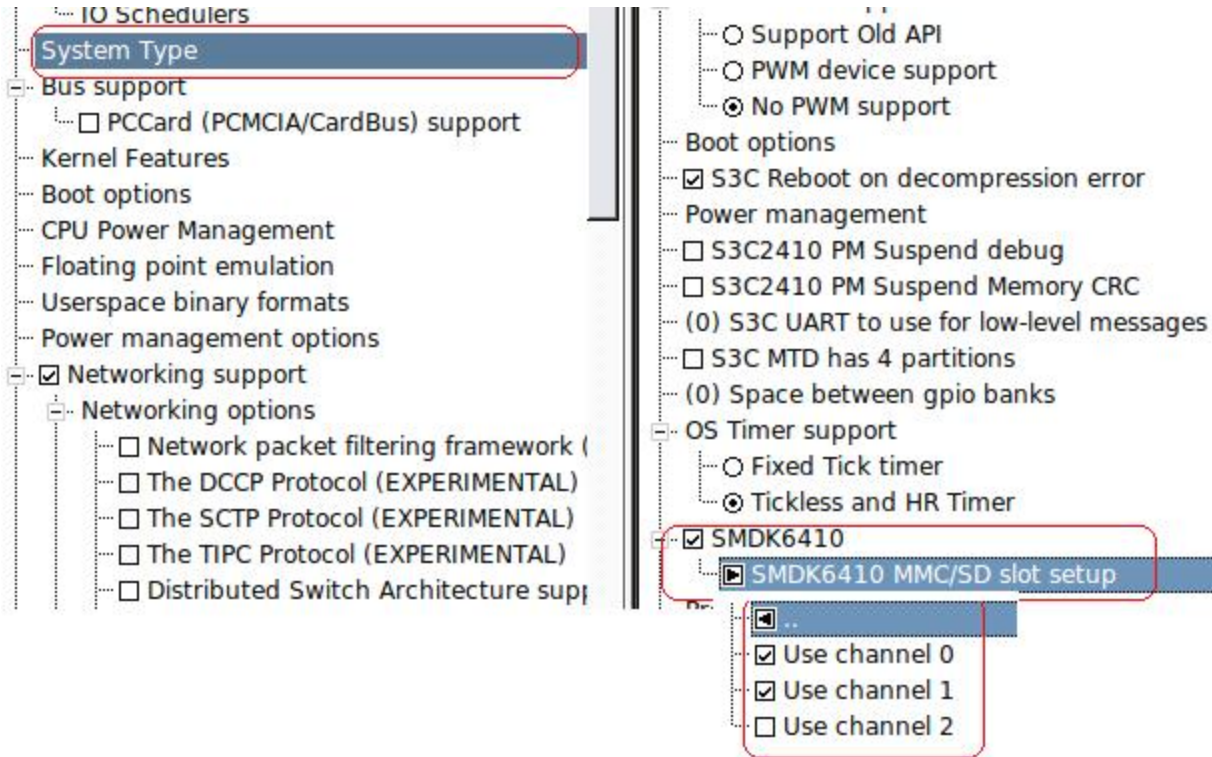 IO Schedulers
System Type
Bus support
PCCard (PCMCIA/CardBus) support
Kernel Features
Boot options
CPU Power Management
Floating point emulation
Userspace binary formats
Power management options
Networking support
Networking options
Network packet filtering framework (
The DCCP Protocol (EXPERIMENTAL)
The SCTP Protocol (EXPERIMENTAL)
The TIPC Protocol (EXPERIMENTAL)
Distributed Switch Architecture supp
Support Old API
PWM device support
No PWM support
Boot options
S3C Reboot on decompression error
Power management
S3C2410 PM Suspend debug
S3C2410 PM Suspend Memory CRC
(0) S3C UART to use for low-level messages
S3C MTD has 4 partitions
(0) Space between gpio banks
OS Timer support
Fixed Tick timer
Tickless and HR Timer
SMDK6410
SMDK6410 MMC/SD slot setup
..
Use channel 0
Use channel 1
Use channel 2